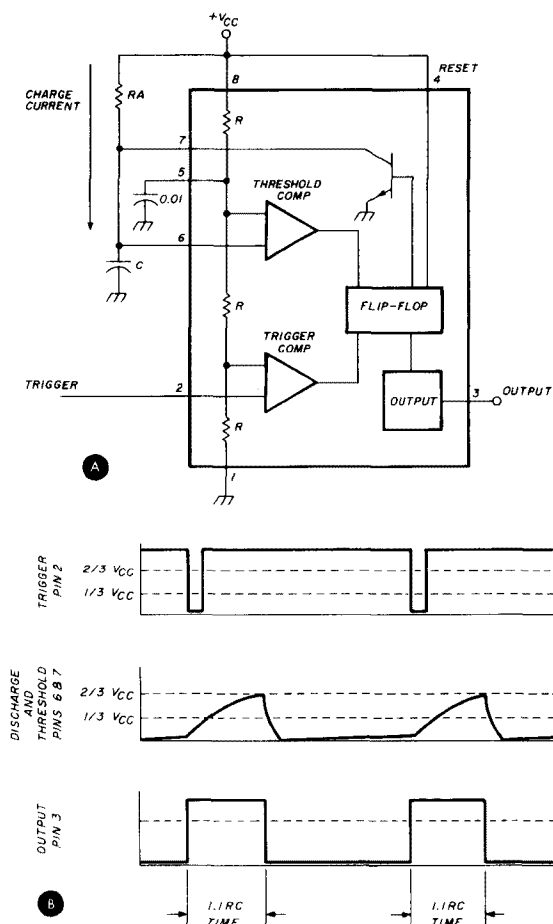 +VCC
8
RESET
4
CHARGE
CURRENT
RA
R
7
5
0.01
THRESHOLD
COMP
6
C
FLIP-FLOP
R
TRIGGER
COMP
TRIGGER
2
OUTPUT
3
OUTPUT
R
A
1
TRIGGER
PIN 2
2/3 VCC
1/3 VCC
DISCHARGE
AND
THRESHOLD
PINS 6 & 7
2/3 VCC
1/3 VCC
OUTPUT
PIN 3
B
1.1RC
TIME
1.1RC
TIME